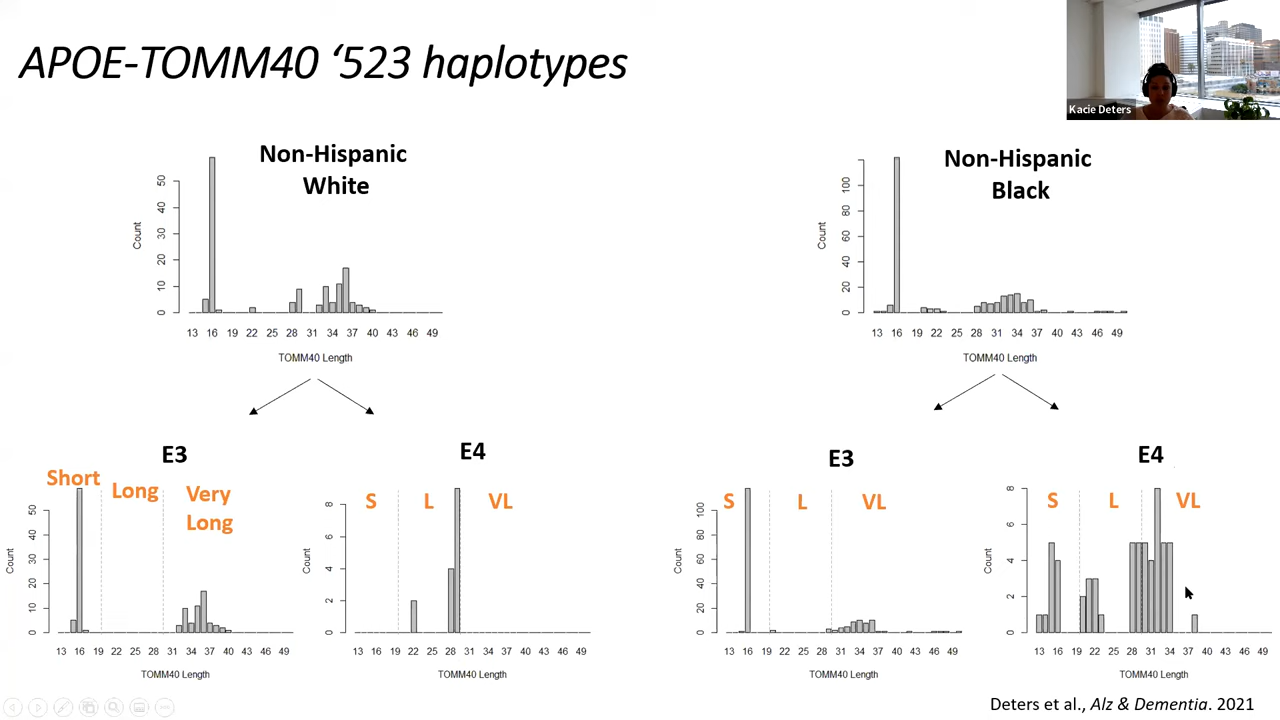 APOE-TOMM40 ‘523 haplotypes
Kacie Deters
Non-Hispanic
White
Count
0 10 20 30 40 50
13 16 19 22 25 28 31 34 37 40 43 46 49
TOMM40 Length
Non-Hispanic
Black
Count
0 20 40 60 80 100
13 16 19 22 25 28 31 34 37 40 43 46 49
TOMM40 Length
E3
Short
Long
Very
Long
Count
0 10 20 30 40 50
13 16 19 22 25 28 31 34 37 40 43 46 49
TOMM40 Length
E4
S L VL
Count
0 2 4 6 8
13 16 19 22 25 28 31 34 37 40 43 46 49
TOMM40 Length
E3
S L VL
Count
0 20 40 60 80 100
13 16 19 22 25 28 31 34 37 40 43 46 49
TOMM40 Length
E4
S L VL
Count
0 2 4 6 8
13 16 19 22 25 28 31 34 37 40 43 46 49
TOMM40 Length
Deters et al., Alz & Dementia. 2021